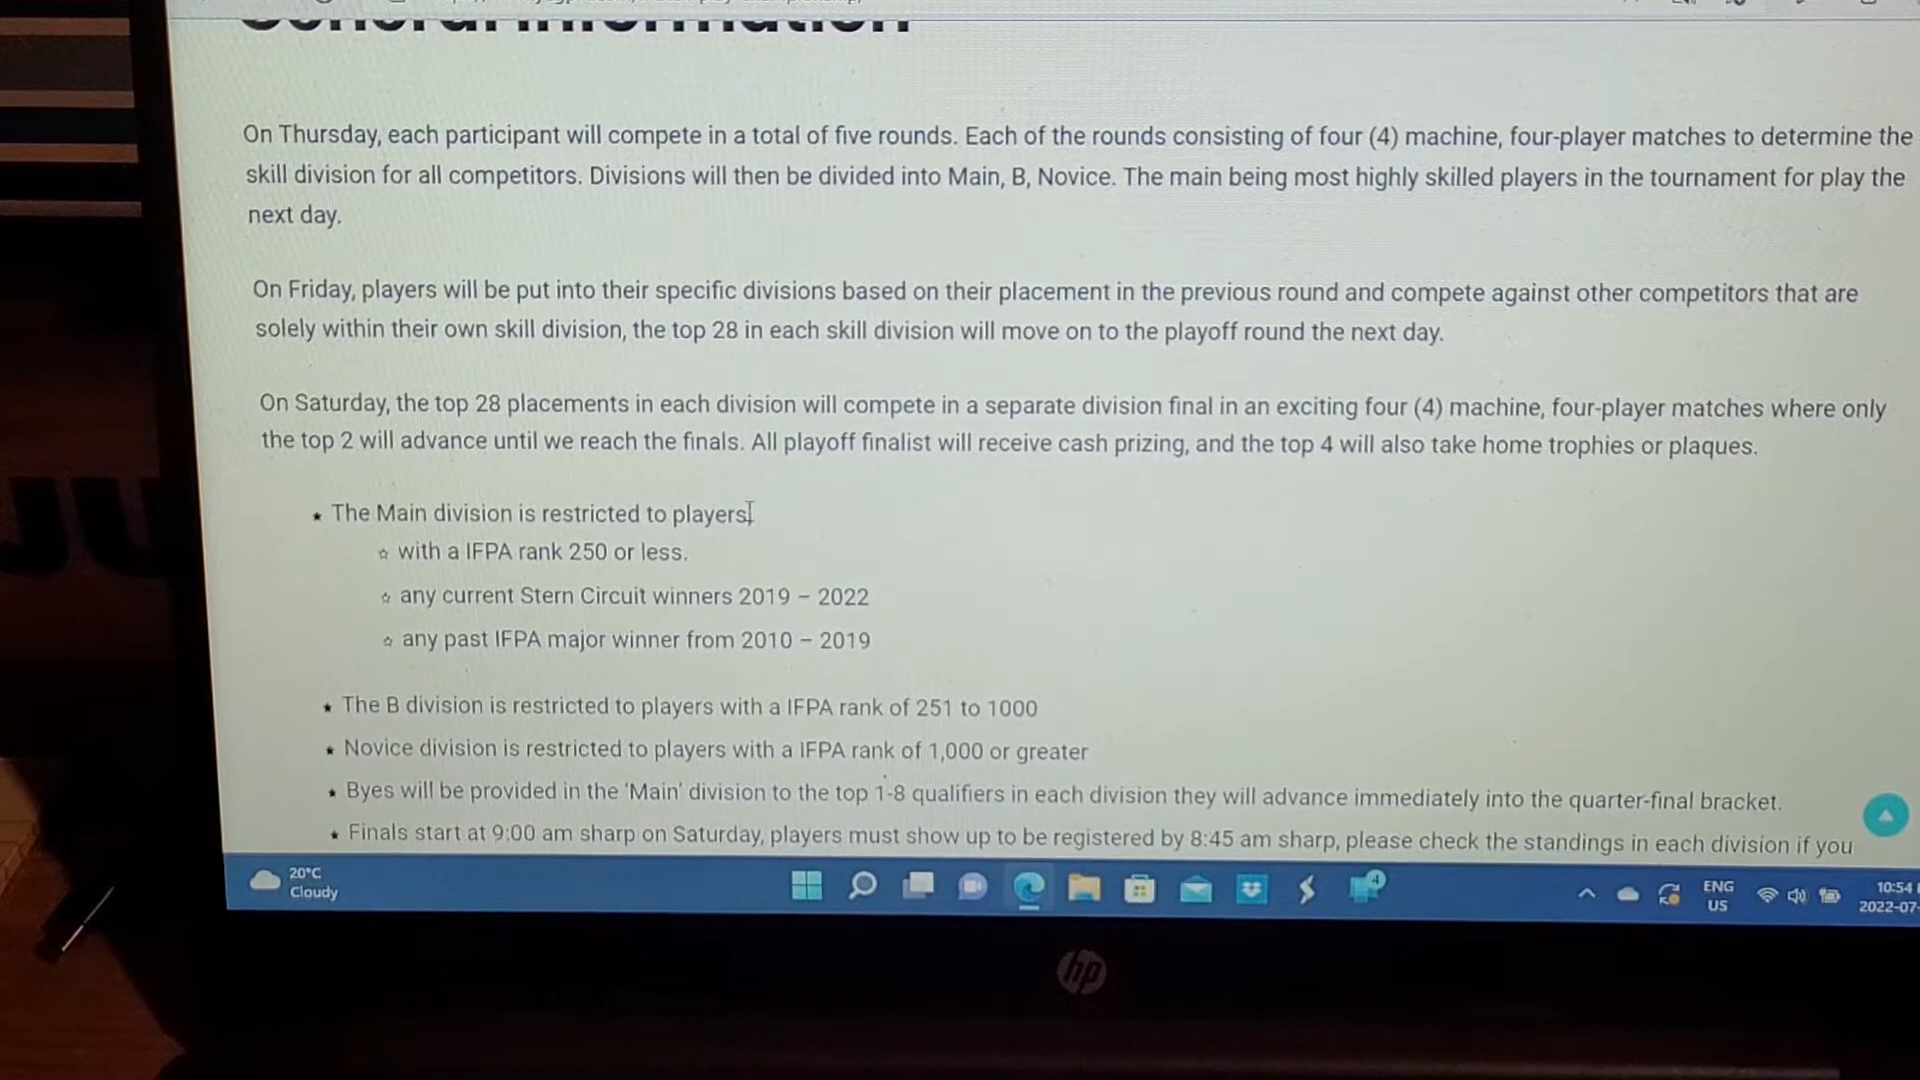 General Information
On Thursday, each participant will compete in a total of five rounds. Each of the rounds consisting of four (4) machine, four-player matches to determine the
skill division for all competitors. Divisions will then be divided into Main, B, Novice. The main being most highly skilled players in the tournament for play the
next day.
On Friday, players will be put into their specific divisions based on their placement in the previous round and compete against other competitors that are
solely within their own skill division, the top 28 in each skill division will move on to the playoff round the next day.
On Saturday, the top 28 placements in each division will compete in a separate division final in an exciting four (4) machine, four-player matches where only
the top 2 will advance until we reach the finals. All playoff finalist will receive cash prizing, and the top 4 will also take home trophies or plaques.
JU
The Main division is restricted to players
with a IFPA rank 250 or less.
any current Stern Circuit winners 2019 – 2022
any past IFPA major winner from 2010 – 2019
The B division is restricted to players with a IFPA rank of 251 to 1000
Novice division is restricted to players with a IFPA rank of 1,000 or greater
Byes will be provided in the 'Main' division to the top 1-8 qualifiers in each division they will advance immediately into the quarter-final bracket.
Finals start at 9:00 am sharp on Saturday, players must show up to be registered by 8:45 am sharp, please check the standings in each division if you
20°C
Cloudy
4
ENG
US
10:54
2022-07-
hp